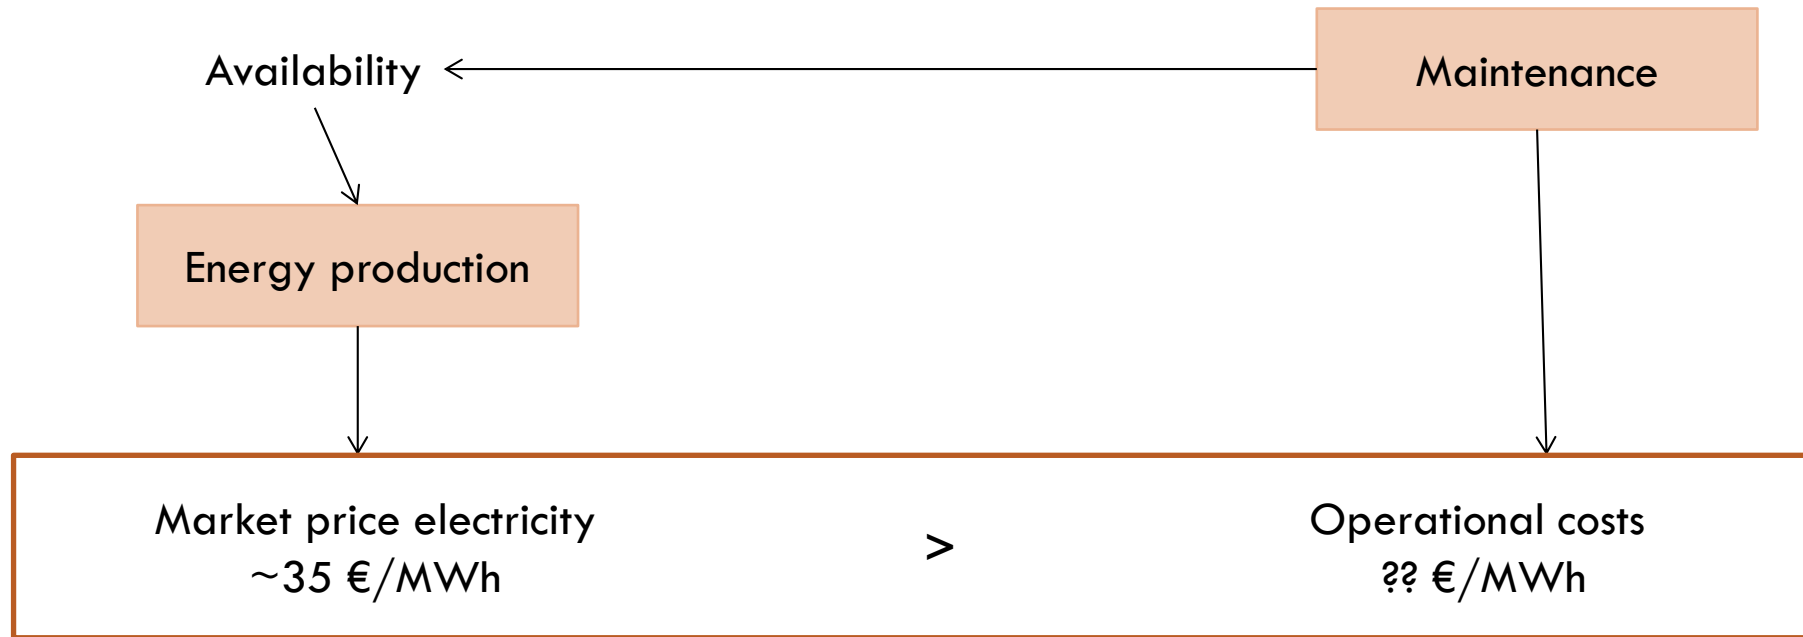 Availability
Maintenance
Energy production
Market price electricity
~35 €/MWh
>
Operational costs
?? €/MWh